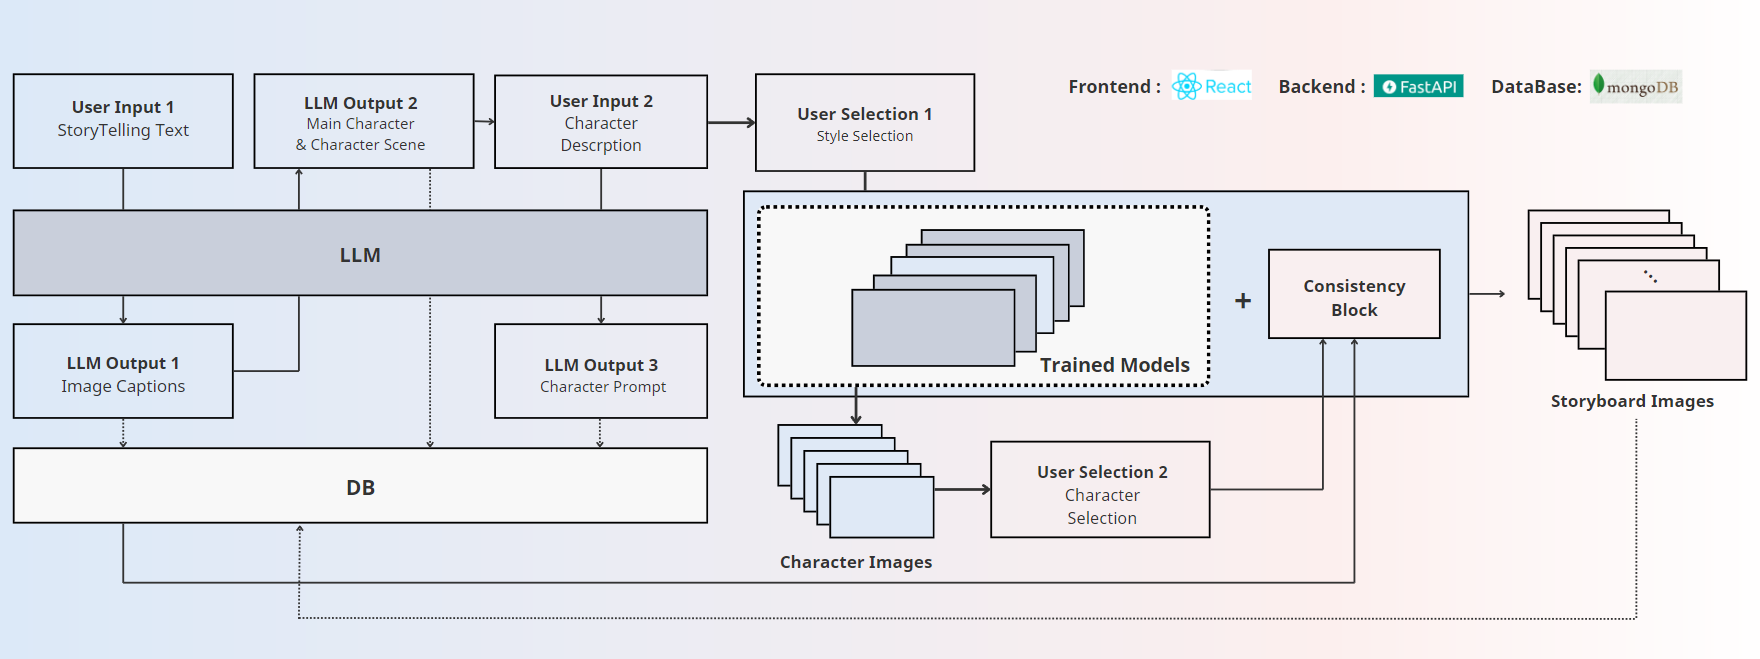 Frontend :
React
Backend :
FastAPI
DataBase:
mongoDB
User Input 1
StoryTelling Text
LLM Output 2
Main Character
& Character Scene
User Input 2
Character
Descrption
User Selection 1
Style Selection
LLM
LLM Output 1
Image Captions
LLM Output 3
Character Prompt
DB
Trained Models
+
Consistency
Block
Character Images
User Selection 2
Character
Selection
Storyboard Images